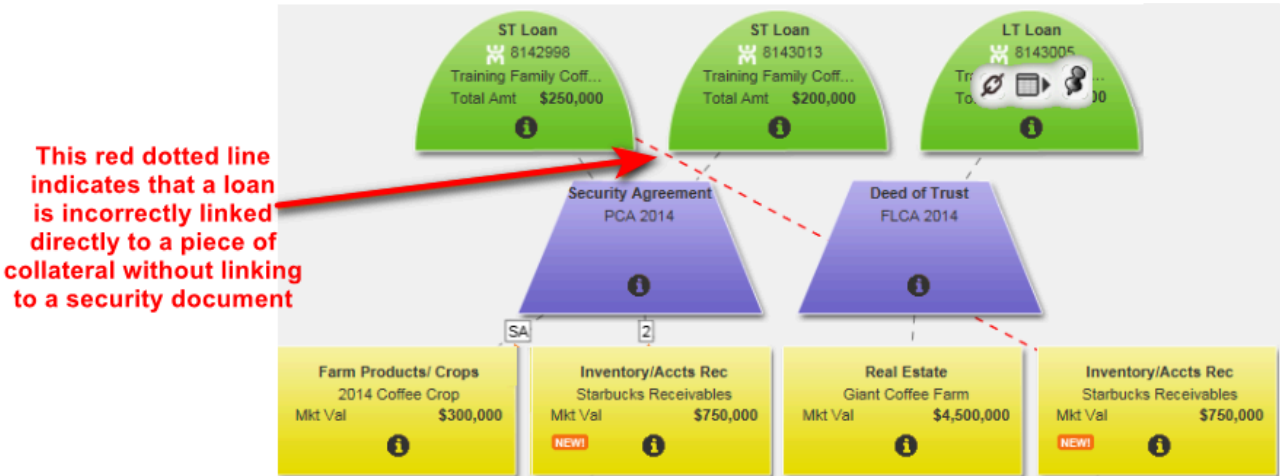 ST Loan
8142998
Training Family Coff...
Total Amt $250,000
ST Loan
8143013
Training Family Coff...
Total Amt $200,000
LT Loan
8143005
This red dotted line
indicates that a loan
is incorrectly linked
directly to a piece of
collateral without linking
to a security document
Security Agreement
PCA 2014
Deed of Trust
FLCA 2014
SA
2
Farm Products/ Crops
2014 Coffee Crop
Mkt Val $300,000
Inventory/Accts Rec
Starbucks Receivables
Mkt Val $750,000
NEW!
Real Estate
Giant Coffee Farm
Mkt Val $4,500,000
Inventory/Accts Rec
Starbucks Receivables
Mkt Val $750,000
NEW!